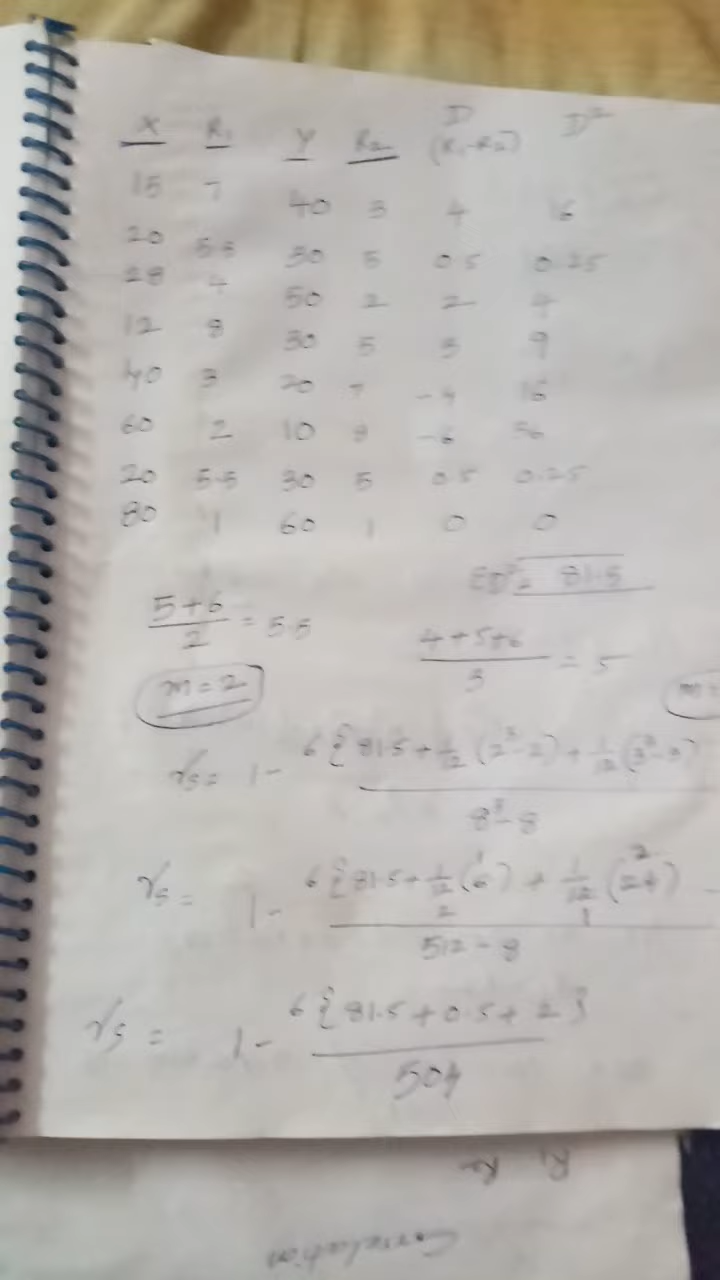 X R₁ Y R₂ D (R₁-R₂) D²
15 7 40 3 4 16
20 5.5 30 5 0.5 0.25
28 4 50 2 2 4
12 8 30 5 3 9
40 3 20 7 -4 16
60 2 10 8 -6 36
20 5.5 30 5 0.5 0.25
80 1 60 1 0 0
ΣD² = 81.5
5+6/2 = 5.5 4+5+6/3 = 5
m=2 m=
rs = 1 - 6{81.5 + 1/12 (2³-2) + 1/12 (3³-3) / 8³-8
rs = 1 - 6{81.5 + 1/12 (6) + 1/12 (24) / 512 - 8
rs = 1 - 6{81.5 + 0.5 + 2} / 504
R₁ R₂
Correlation